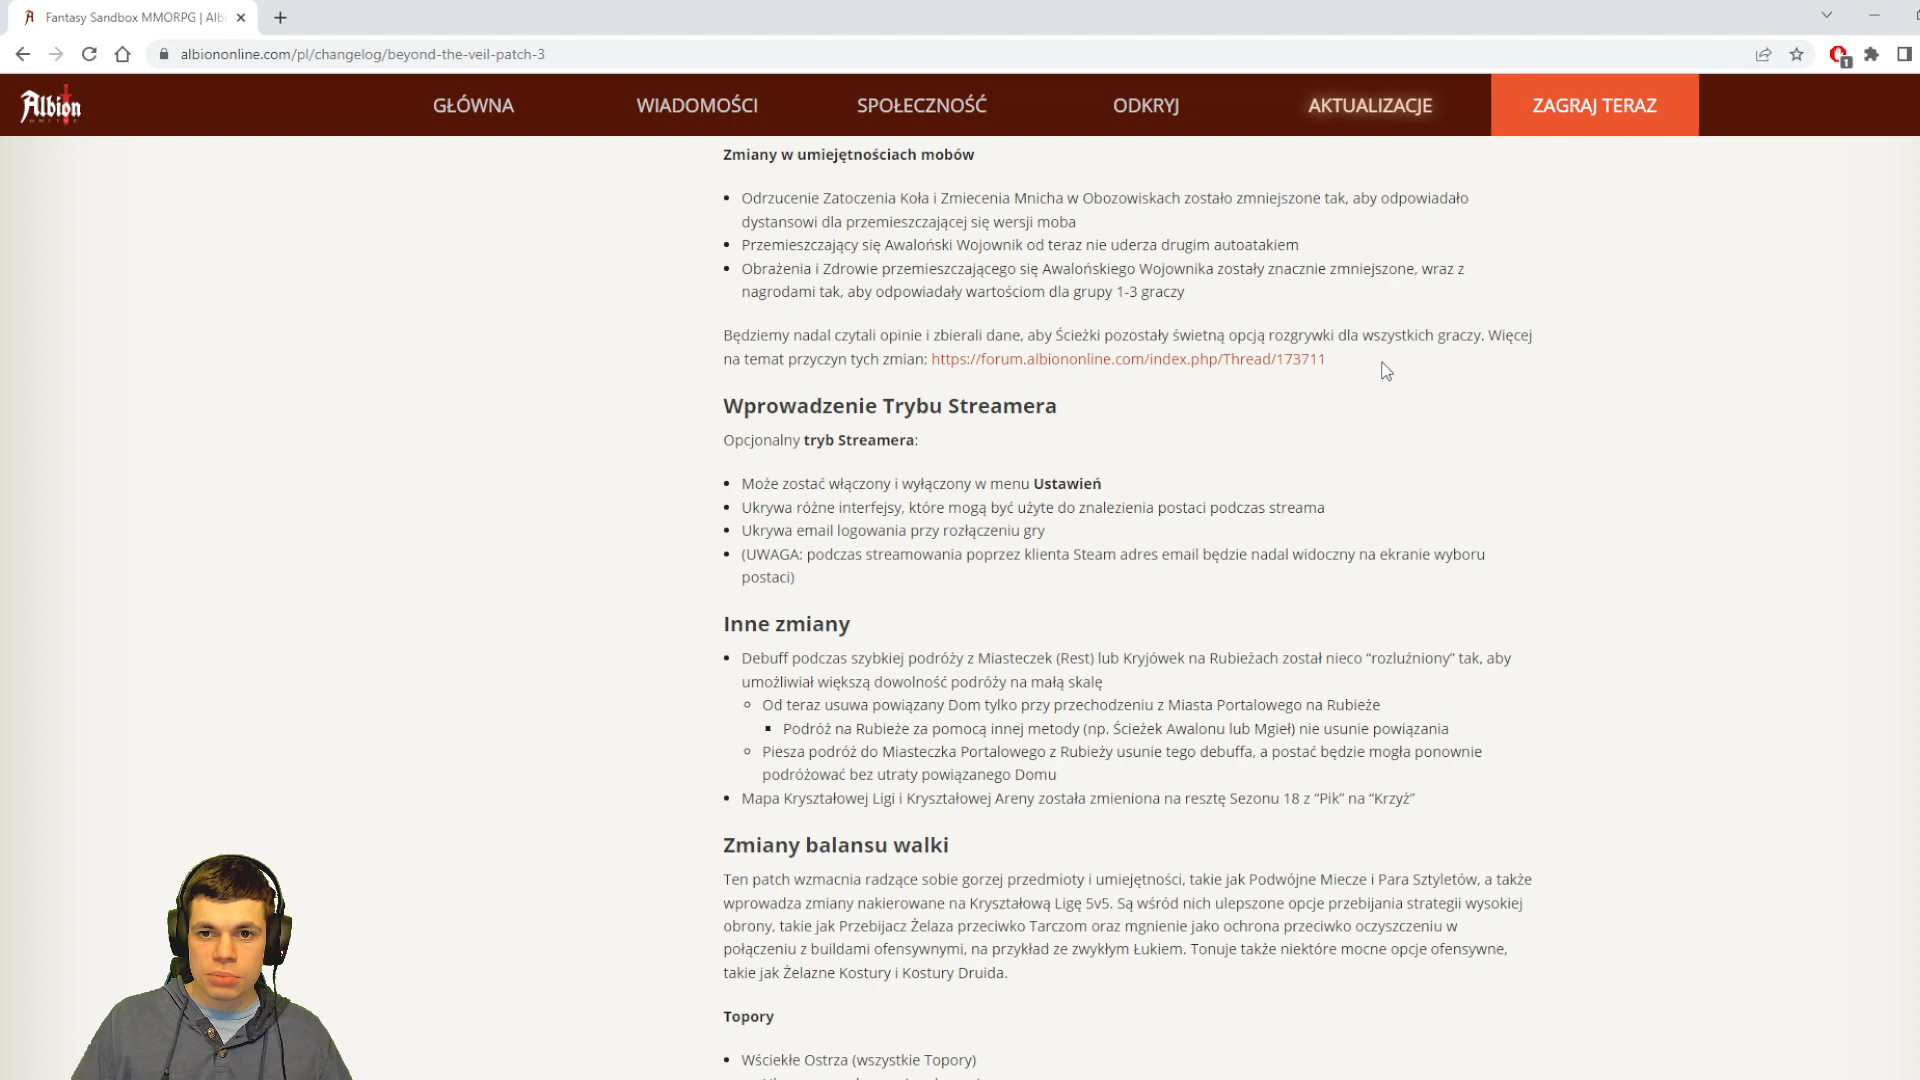 Fantasy Sandbox MMORPG | Alb
albiononline.com/pl/changelog/beyond-the-veil-patch-3
1
Albion
ONLINE
GŁÓWNA
WIADOMOŚCI
SPOŁECZNOŚĆ
ODKRYJ
AKTUALIZACJE
ZAGRAJ TERAZ
Zmiany w umiejętnościach mobów
Odrzucenie Zatoczenia Koła i Zmiecenia Mnicha w Obozowiskach zostało zmniejszone tak, aby odpowiadało
dystansowi dla przemieszczającej się wersji moba
Przemieszczający się Awaloński Wojownik od teraz nie uderza drugim autoatakiem
Obrażenia i Zdrowie przemieszczającego się Awalońskiego Wojownika zostały znacznie zmniejszone, wraz z
nagrodami tak, aby odpowiadały wartościom dla grupy 1-3 graczy
Będziemy nadal czytali opinie i zbierali dane, aby Ścieżki pozostały świetną opcją rozgrywki dla wszystkich graczy. Więcej
na temat przyczyn tych zmian: https://forum.albiononline.com/index.php/Thread/173711
Wprowadzenie Trybu Streamera
Opcjonalny tryb Streamera:
Może zostać włączony i wyłączony w menu Ustawień
Ukrywa różne interfejsy, które mogą być użyte do znalezienia postaci podczas streama
Ukrywa email logowania przy rozłączeniu gry
(UWAGA: podczas streamowania poprzez klienta Steam adres email będzie nadal widoczny na ekranie wyboru
postaci)
Inne zmiany
Debuff podczas szybkiej podróży z Miasteczek (Rest) lub Kryjówek na Rubieżach został nieco “rozluźniony” tak, aby
umożliwiał większą dowolność podróży na małą skalę
Od teraz usuwa powiązany Dom tylko przy przechodzeniu z Miasta Portalowego na Rubieże
Podróż na Rubieże za pomocą innej metody (np. Ścieżek Awalonu lub Mgieł) nie usunie powiązania
Piesza podróż do Miasteczka Portalowego z Rubieży usunie tego debuffa, a postać będzie mogła ponownie
podróżować bez utraty powiązanego Domu
Mapa Kryształowej Ligi i Kryształowej Areny została zmieniona na resztę Sezonu 18 z “Pik” na “Krzyż”
Zmiany balansu walki
Ten patch wzmacnia radzące sobie gorzej przedmioty i umiejętności, takie jak Podwójne Miecze i Para Sztyletów, a także
wprowadza zmiany nakierowane na Kryształową Ligę 5v5. Są wśród nich ulepszone opcje przebijania strategii wysokiej
obrony, takie jak Przebijacz Żelaza przeciwko Tarczom oraz mgnienie jako ochrona przeciwko oczyszczeniu w
połączeniu z buildami ofensywnymi, na przykład ze zwykłym Łukiem. Tonuje także niektóre mocne opcje ofensywne,
takie jak Żelazne Kostury i Kostury Druida.
Topory
Wściekłe Ostrza (wszystkie Topory)